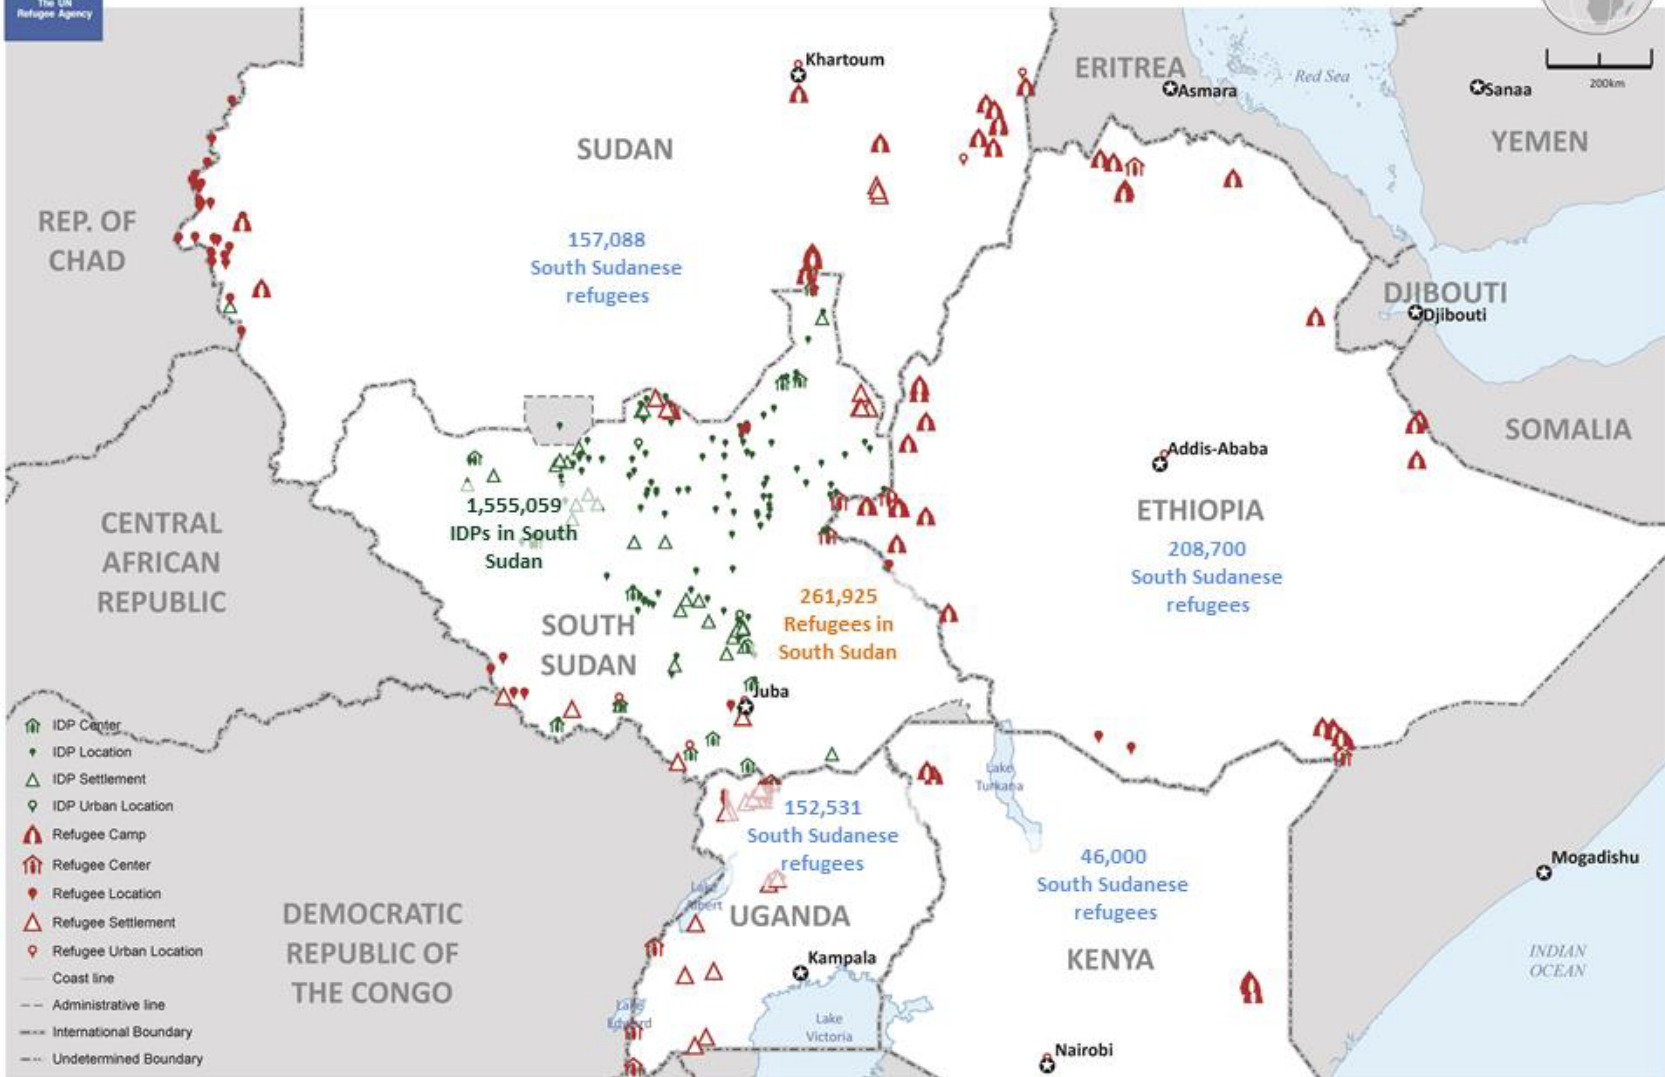 The UN
Refugee Agency
Khartoum
ERITREA
Asmara
Red Sea
Sanaa
200km
YEMEN
SUDAN
REP. OF
CHAD
157,088
South Sudanese
refugees
DJIBOUTI
Djibouti
SOMALIA
Addis-Ababa
ETHIOPIA
208,700
South Sudanese
refugees
CENTRAL
AFRICAN
REPUBLIC
1,555,059
IDPs in South
Sudan
261,925
Refugees in
South Sudan
SOUTH
SUDAN
Juba
IDP Center
IDP Location
IDP Settlement
IDP Urban Location
Refugee Camp
Refugee Center
Refugee Location
Refugee Settlement
Refugee Urban Location
Coast line
Administrative line
International Boundary
Undetermined Boundary
Lake
Turkana
152,531
South Sudanese
refugees
46,000
South Sudanese
refugees
Mogadishu
Lake
Albert
UGANDA
DEMOCRATIC
REPUBLIC OF
THE CONGO
Kampala
KENYA
INDIAN
OCEAN
Lake
Edward
Lake
Victoria
Nairobi